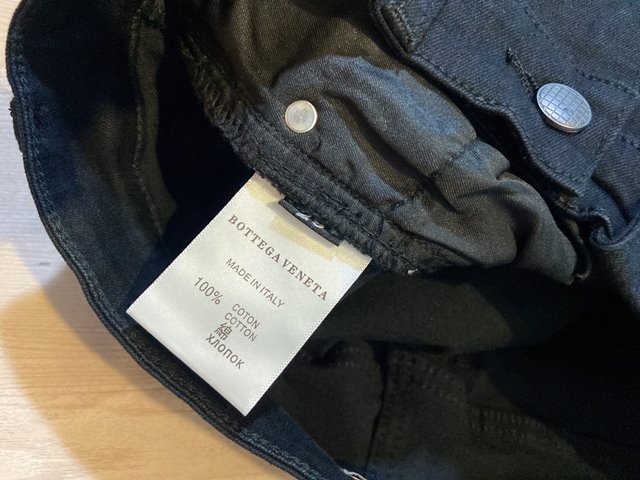 BOTTEGA VENETA
MADE IN ITALY
100% COTON
COTTON
綿
ХЛОПОК